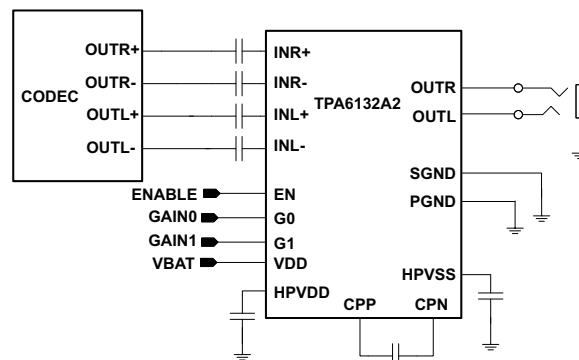 CODEC
OUTR+
OUTR-
OUTL+
OUTL-
INR+
INR-
INL+
INL-
TPA6132A2
OUTR
OUTL
SGND
PGND
ENABLE
EN
GAIN0
G0
GAIN1
G1
VBAT
VDD
HPVDD
HPVSS
CPP
CPN